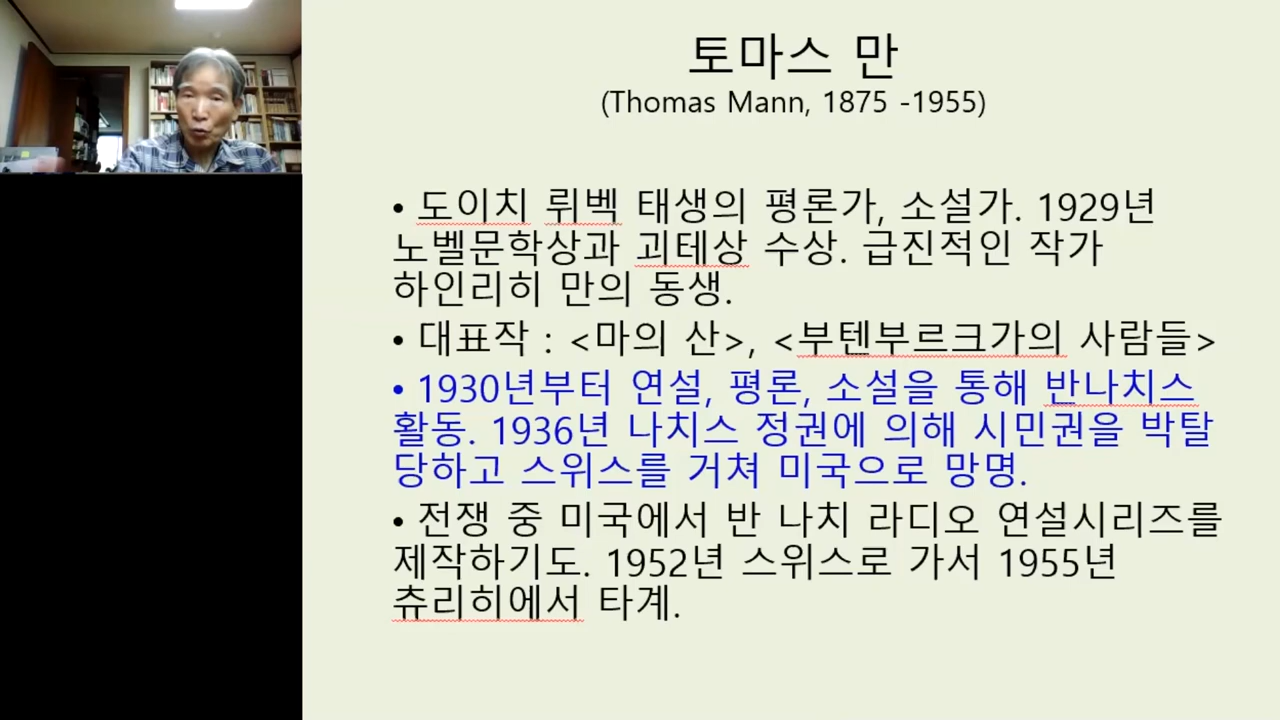 토마스 만
(Thomas Mann, 1875 -1955)
• 도이치 뤼벡 태생의 평론가, 소설가. 1929년
노벨문학상과 괴테상 수상. 급진적인 작가
하인리히 만의 동생.
• 대표작 : <마의 산>, <부텐부르크가의 사람들>
• 1930년부터 연설, 평론, 소설을 통해 반나치스
활동. 1936년 나치스 정권에 의해 시민권을 박탈
당하고 스위스를 거쳐 미국으로 망명.
• 전쟁 중 미국에서 반 나치 라디오 연설시리즈를
제작하기도. 1952년 스위스로 가서 1955년
츄리히에서 타계.